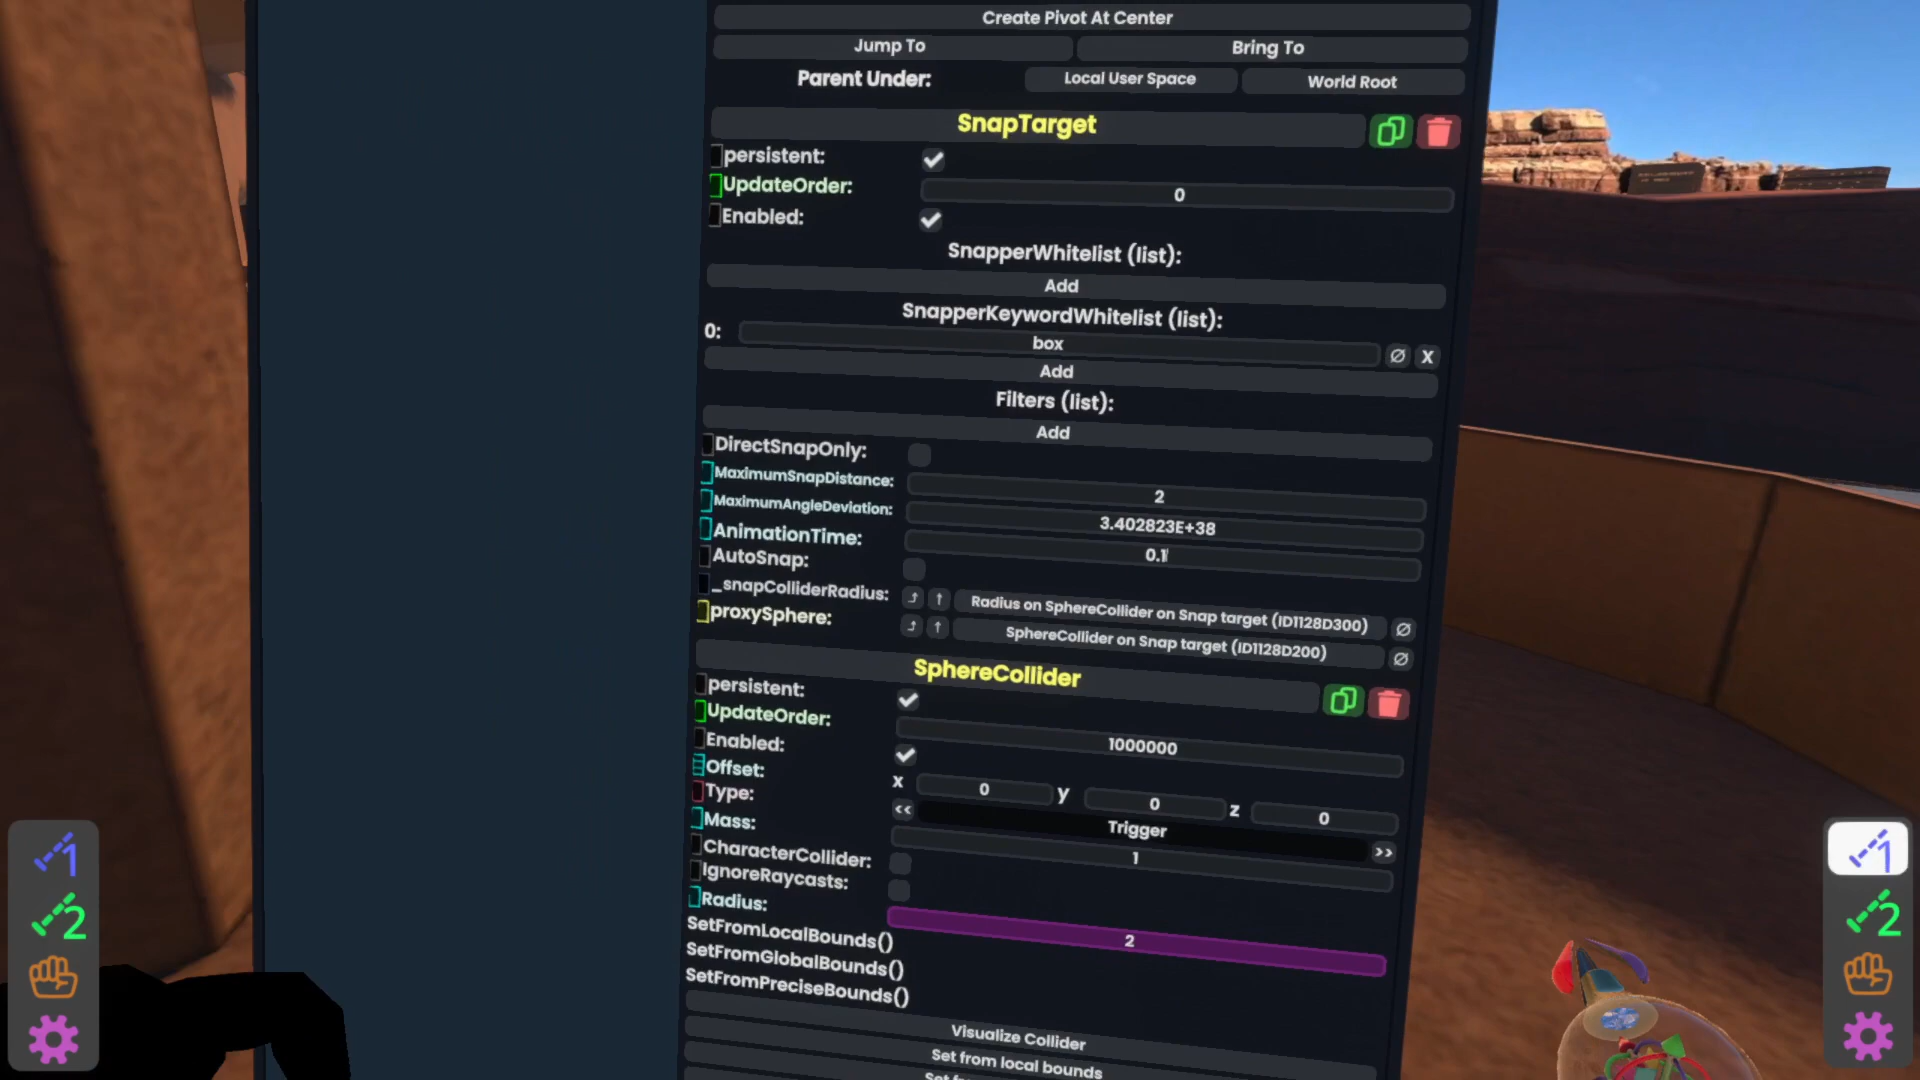 Create Pivot At Center
Jump To
Bring To
Parent Under:
Local User Space
World Root
SnapTarget
persistent:
UpdateOrder:
0
Enabled:
SnapperWhitelist (list):
Add
SnapperKeywordWhitelist (list):
0:
box
Ø
X
Add
Filters (list):
Add
DirectSnapOnly:
MaximumSnapDistance:
2
MaximumAngleDeviation:
3.402823E+38
AnimationTime:
0.1
AutoSnap:
_snapColliderRadius:
Radius on SphereCollider on Snap target (ID1128D300)
Ø
proxySphere:
SphereCollider on Snap target (ID1128D200)
Ø
SphereCollider
persistent:
UpdateOrder:
1000000
Enabled:
Offset:
x
0
y
0
z
0
Type:
<<
Trigger
>>
Mass:
1
CharacterCollider:
IgnoreRaycasts:
Radius:
2
SetFromLocalBounds()
SetFromGlobalBounds()
SetFromPreciseBounds()
Visualize Collider
Set from local bounds
1
2
1
2